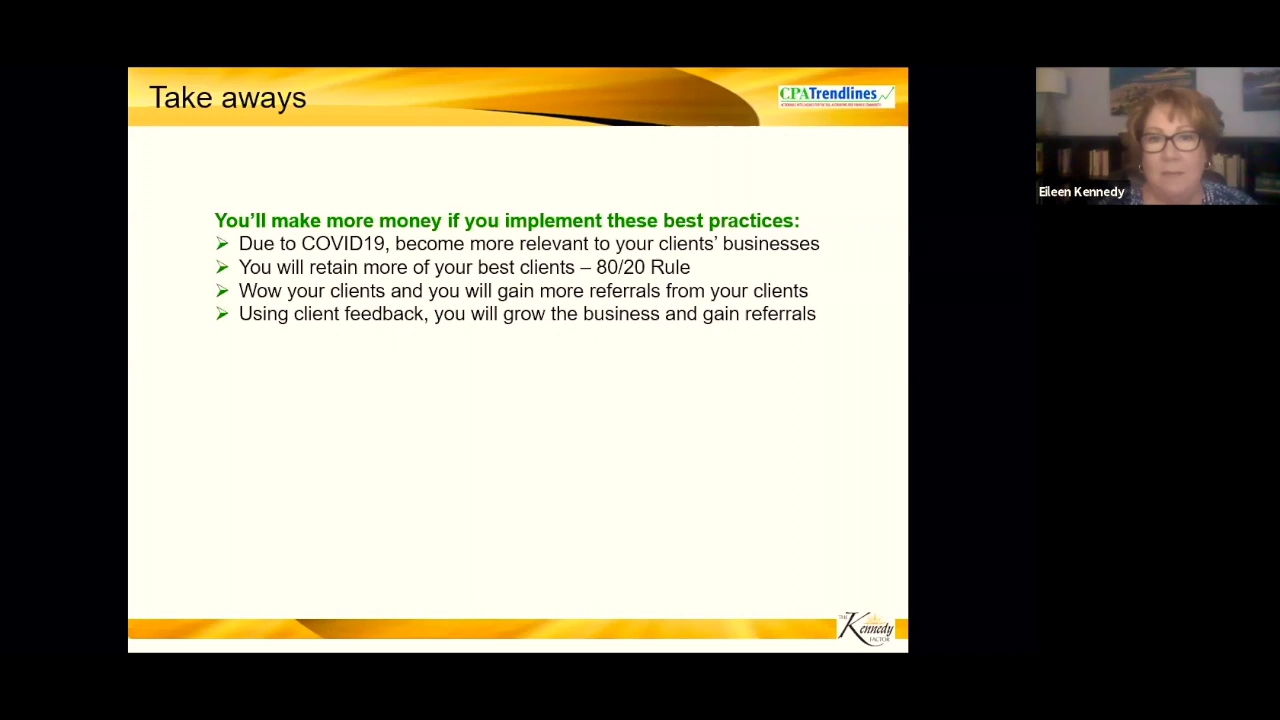 Take aways
CPATrendlines
Eileen Kennedy
You’ll make more money if you implement these best practices:
➢ Due to COVID19, become more relevant to your clients’ businesses
➢ You will retain more of your best clients – 80/20 Rule
➢ Wow your clients and you will gain more referrals from your clients
➢ Using client feedback, you will grow the business and gain referrals
THE
Kennedy
FACTOR